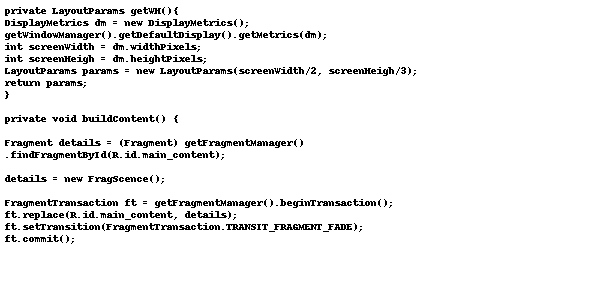 private LayoutParams getWH(){
DisplayMetrics dm = new DisplayMetrics();
getWindowManager().getDefaultDisplay().getMetrics(dm);
int screenWidth = dm.widthPixels;
int screenHeigh = dm.heightPixels;
LayoutParams params = new LayoutParams(screenWidth/2, screenHeigh/3);
return params;
}
private void buildContent() {
Fragment details = (Fragment) getFragmentManager()
.findFragmentById(R.id.main_content);
details = new FragScence();
FragmentTransaction ft = getFragmentManager().beginTransaction();
ft.replace(R.id.main_content, details);
ft.setTransition(FragmentTransaction.TRANSIT_FRAGMENT_FADE);
ft.commit();